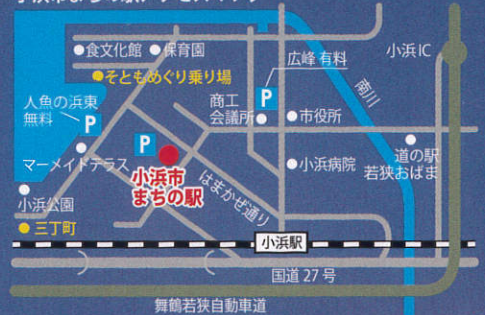 食文化館
保育園
そともめぐり乗り場
広峰 有料
P
小浜IC
南川
人魚の浜東
無料
P
商工
会議所
市役所
P
マーメイドテラス
小浜市
まちの駅
小浜病院
道の駅
若狭おばま
はまかぜ通り
小浜公園
三丁町
小浜駅
国道 27 号
舞鶴若狭自動車道